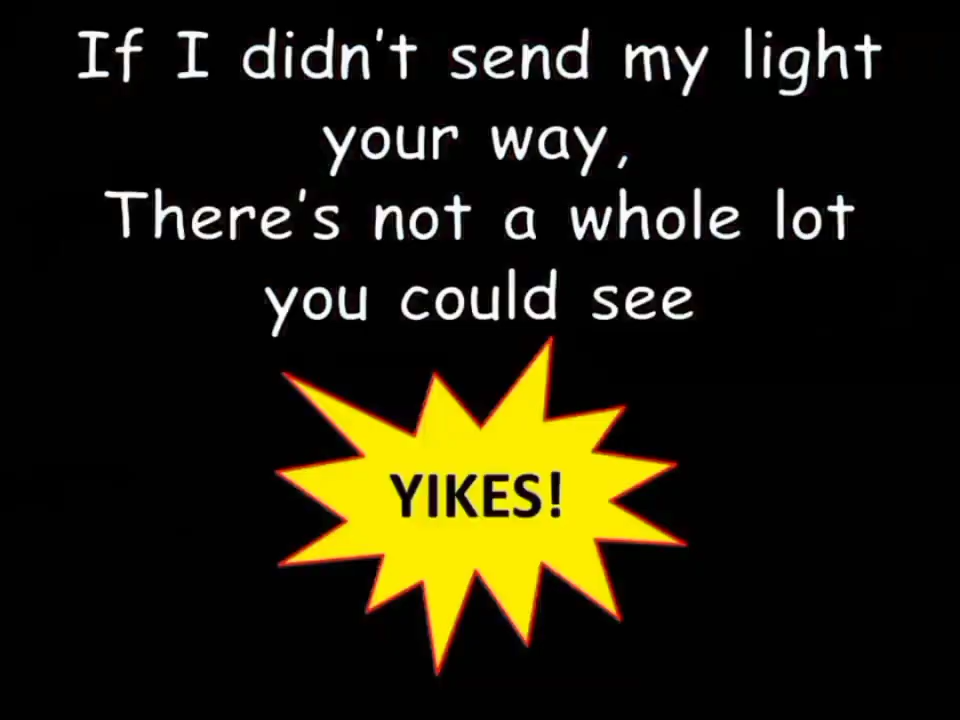 If I didn't send my light
your way,
There's not a whole lot
you could see
YIKES!